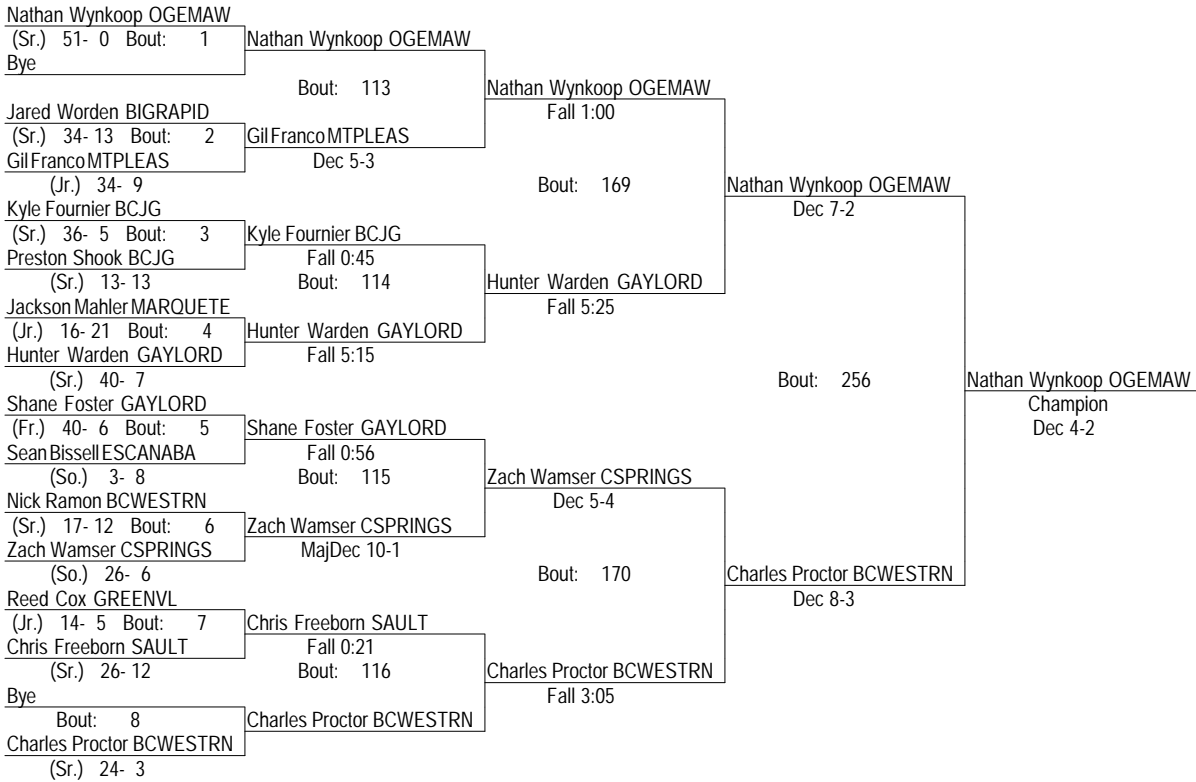 Nathan Wynkoop OGEMAW
(Sr.) 51- 0 Bout: 1
Nathan Wynkoop OGEMAW
Bye
Bout: 113
Nathan Wynkoop OGEMAW
Jared Worden BIGRAPID
Fall 1:00
(Sr.) 34- 13 Bout: 2
Gil Franco MTPLEAS
Gil Franco MTPLEAS
Dec 5-3
(Jr.) 34- 9
Bout: 169
Nathan Wynkoop OGEMAW
Kyle Fournier BCJG
Dec 7-2
(Sr.) 36- 5 Bout: 3
Kyle Fournier BCJG
Preston Shook BCJG
Fall 0:45
(Sr.) 13- 13
Bout: 114
Hunter Warden GAYLORD
Jackson Mahler MARQUETE
Fall 5:25
(Jr.) 16- 21 Bout: 4
Hunter Warden GAYLORD
Hunter Warden GAYLORD
Fall 5:15
(Sr.) 40- 7
Bout: 256
Nathan Wynkoop OGEMAW
Shane Foster GAYLORD
Champion
(Fr.) 40- 6 Bout: 5
Shane Foster GAYLORD
Dec 4-2
Sean Bissell ESCANABA
Fall 0:56
(So.) 3- 8
Bout: 115
Zach Wamser CSPRINGS
Nick Ramon BCWESTRN
Dec 5-4
(Sr.) 17- 12 Bout: 6
Zach Wamser CSPRINGS
Zach Wamser CSPRINGS
MajDec 10-1
(So.) 26- 6
Bout: 170
Charles Proctor BCWESTRN
Reed Cox GREENVL
Dec 8-3
(Jr.) 14- 5 Bout: 7
Chris Freeborn SAULT
Chris Freeborn SAULT
Fall 0:21
(Sr.) 26- 12
Bout: 116
Charles Proctor BCWESTRN
Bye
Fall 3:05
Bout: 8
Charles Proctor BCWESTRN
Charles Proctor BCWESTRN
(Sr.) 24- 3